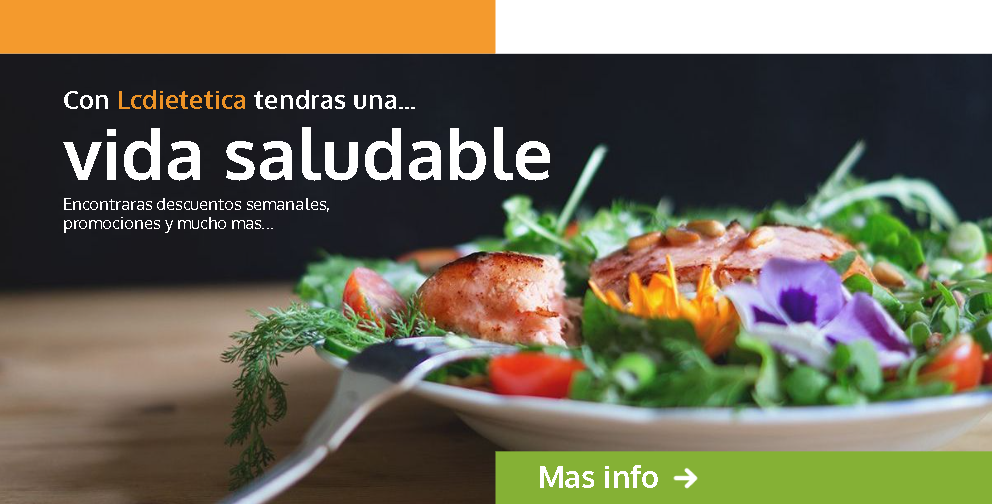 Con Lcdietetica tendras una...
vida saludable
Encontraras descuentos semanales,
promociones y mucho mas...
Mas info →